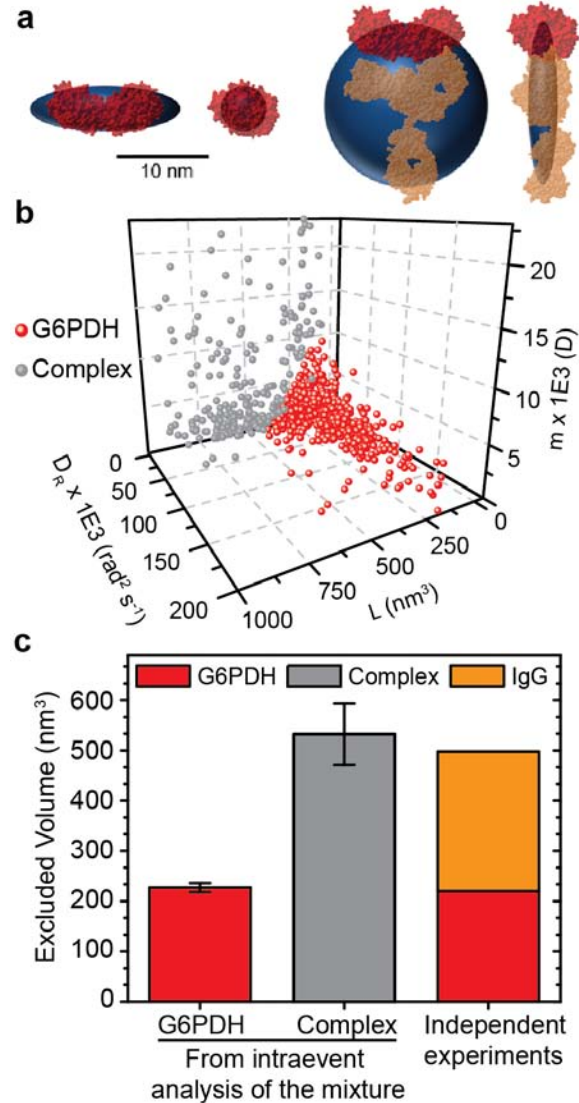 a
10 nm
b
G6PDH
Complex
m x 1E3 (D)
20
15
10
5
0
50
100
150
200
D_R x 1E3 (rad² s⁻¹)
1000
750
500
250
0
L (nm³)
c
G6PDH Complex IgG
Excluded Volume (nm³)
600
500
400
300
200
100
0
G6PDH Complex Independent
From intraevent experiments
analysis of the mixture